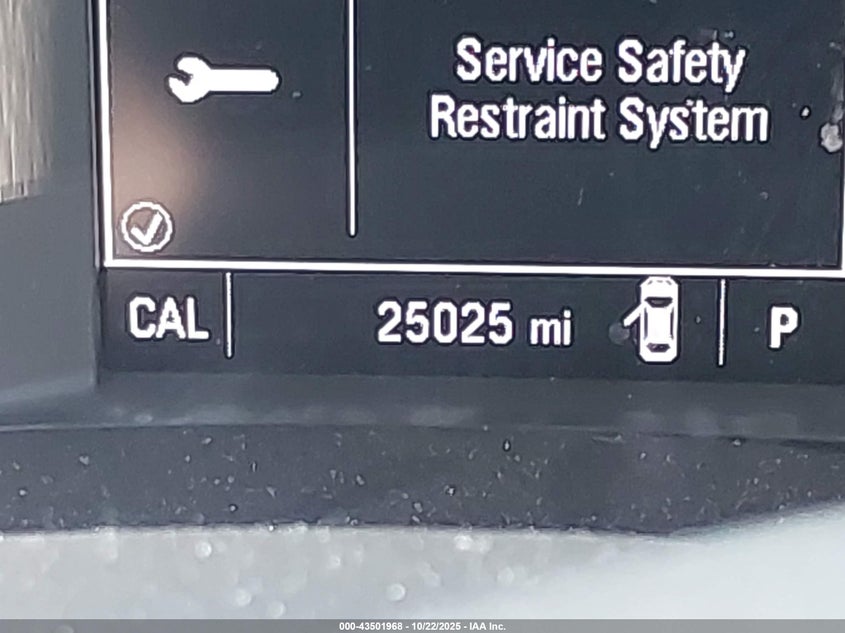 Service Safety
Restraint System
CAL 25025 mi P
000-43501968 - 10/22/2025 - IAA Inc.